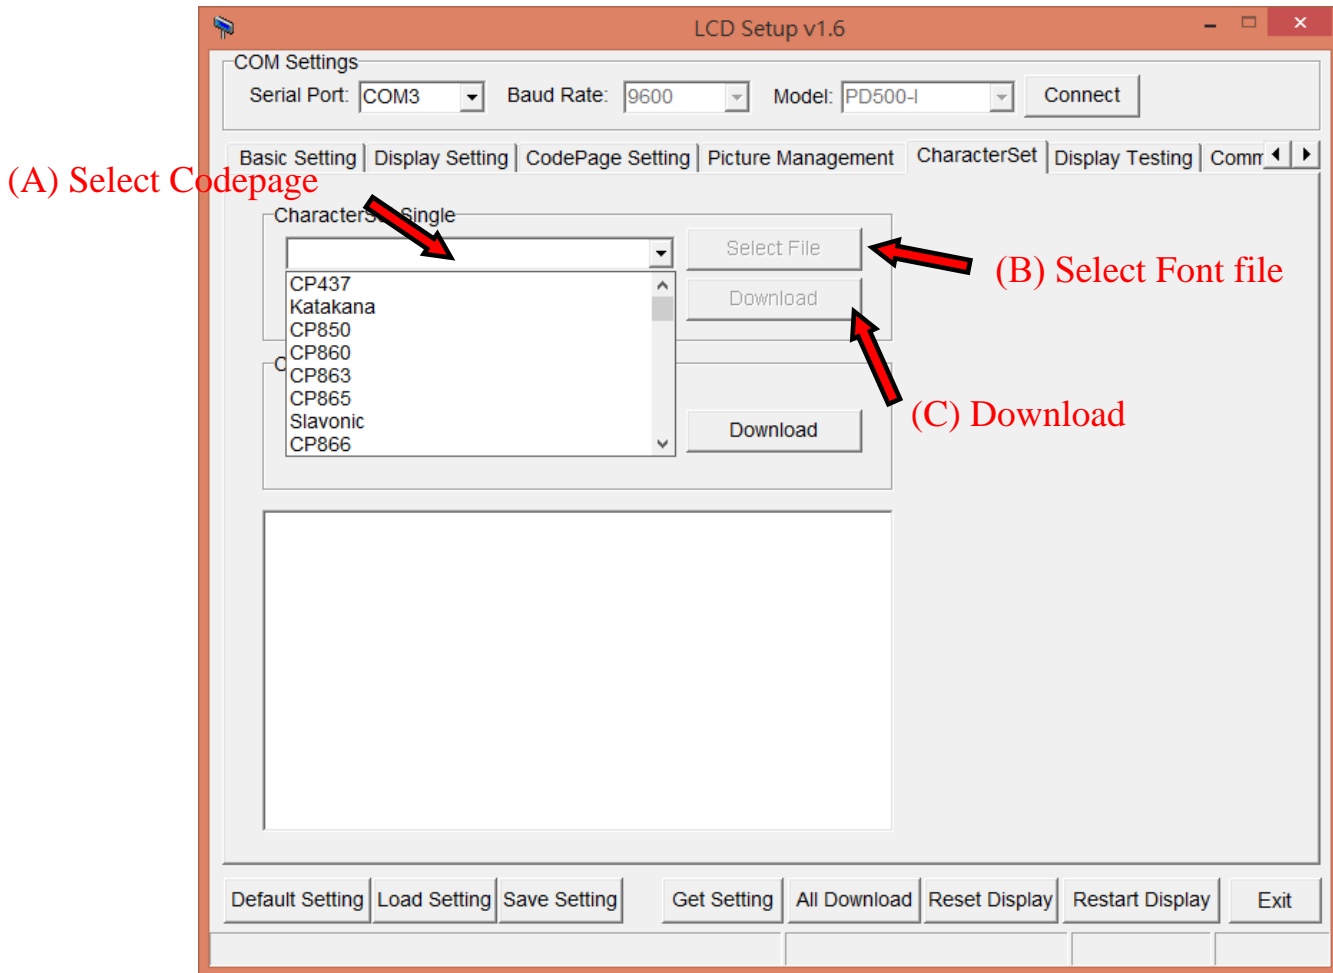 LCD Setup v1.6
COM Settings
Serial Port: COM3 Baud Rate: 9600 Model: PD500-I Connect
Basic Setting Display Setting CodePage Setting Picture Management CharacterSet Display Testing Comm
(A) Select Codepage
CharacterSet Single
Select File
(B) Select Font file
CP437
Katakana
Download
CP850
CP860
CP863
CP865
(C) Download
Slavonic
CP866
Download
Default Setting Load Setting Save Setting Get Setting All Download Reset Display Restart Display Exit